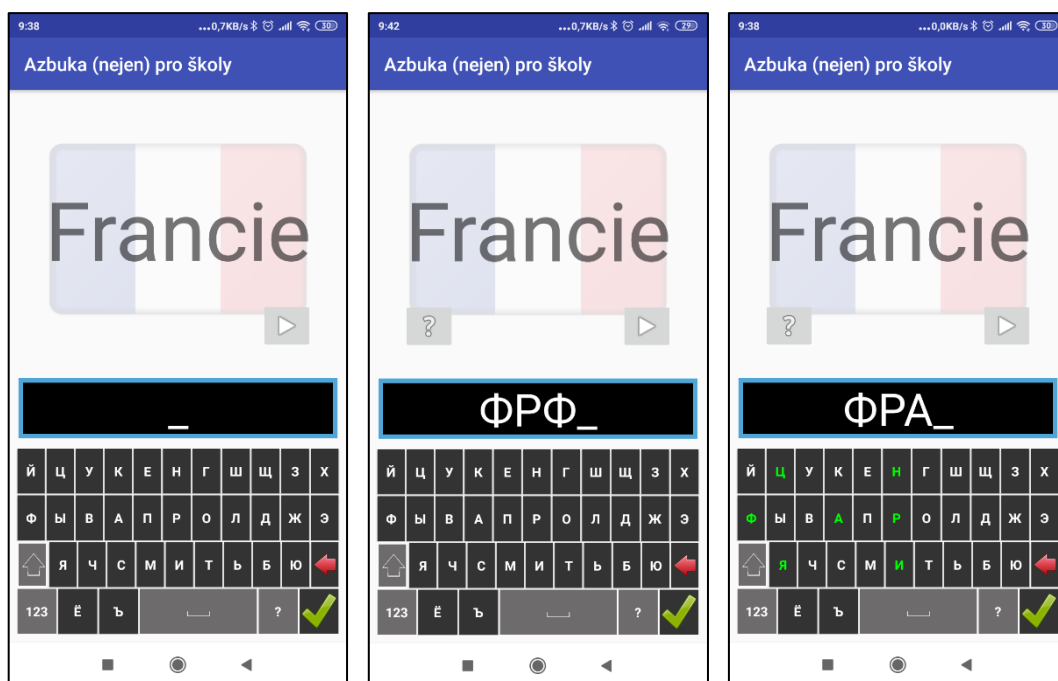 9:38 ...0,7KB/s 30
Azbuka (nejen) pro školy
Francie
_
Й Ц У К Е Н Г Ш Щ З Х
Ф Ы В А П Р О Л Д Ж Э
Я Ч С М И Т Ь Б Ю
123 Ё Ъ ?
9:42 ...0,7KB/s 29
Azbuka (nejen) pro školy
Francie
?
ФРФ_
Й Ц У К Е Н Г Ш Щ З Х
Ф Ы В А П Р О Л Д Ж Э
Я Ч С М И Т Ь Б Ю
123 Ё Ъ ?
9:38 ...0,0KB/s 30
Azbuka (nejen) pro školy
Francie
?
ФРА_
Й Ц У К Е Н Г Ш Щ З Х
Ф Ы В А П Р О Л Д Ж Э
Я Ч С М И Т Ь Б Ю
123 Ё Ъ ?